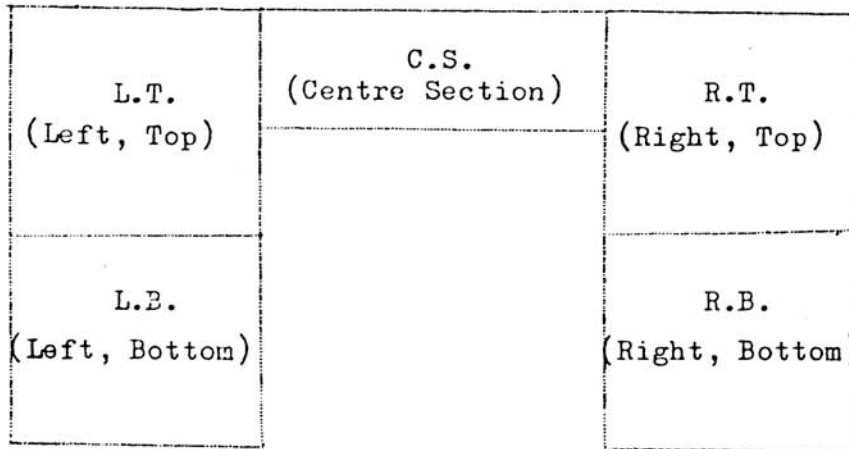 L.T.
(Left, Top)
C.S.
(Centre Section)
R.T.
(Right, Top)
L.B.
(Left, Bottom)
R.B.
(Right, Bottom